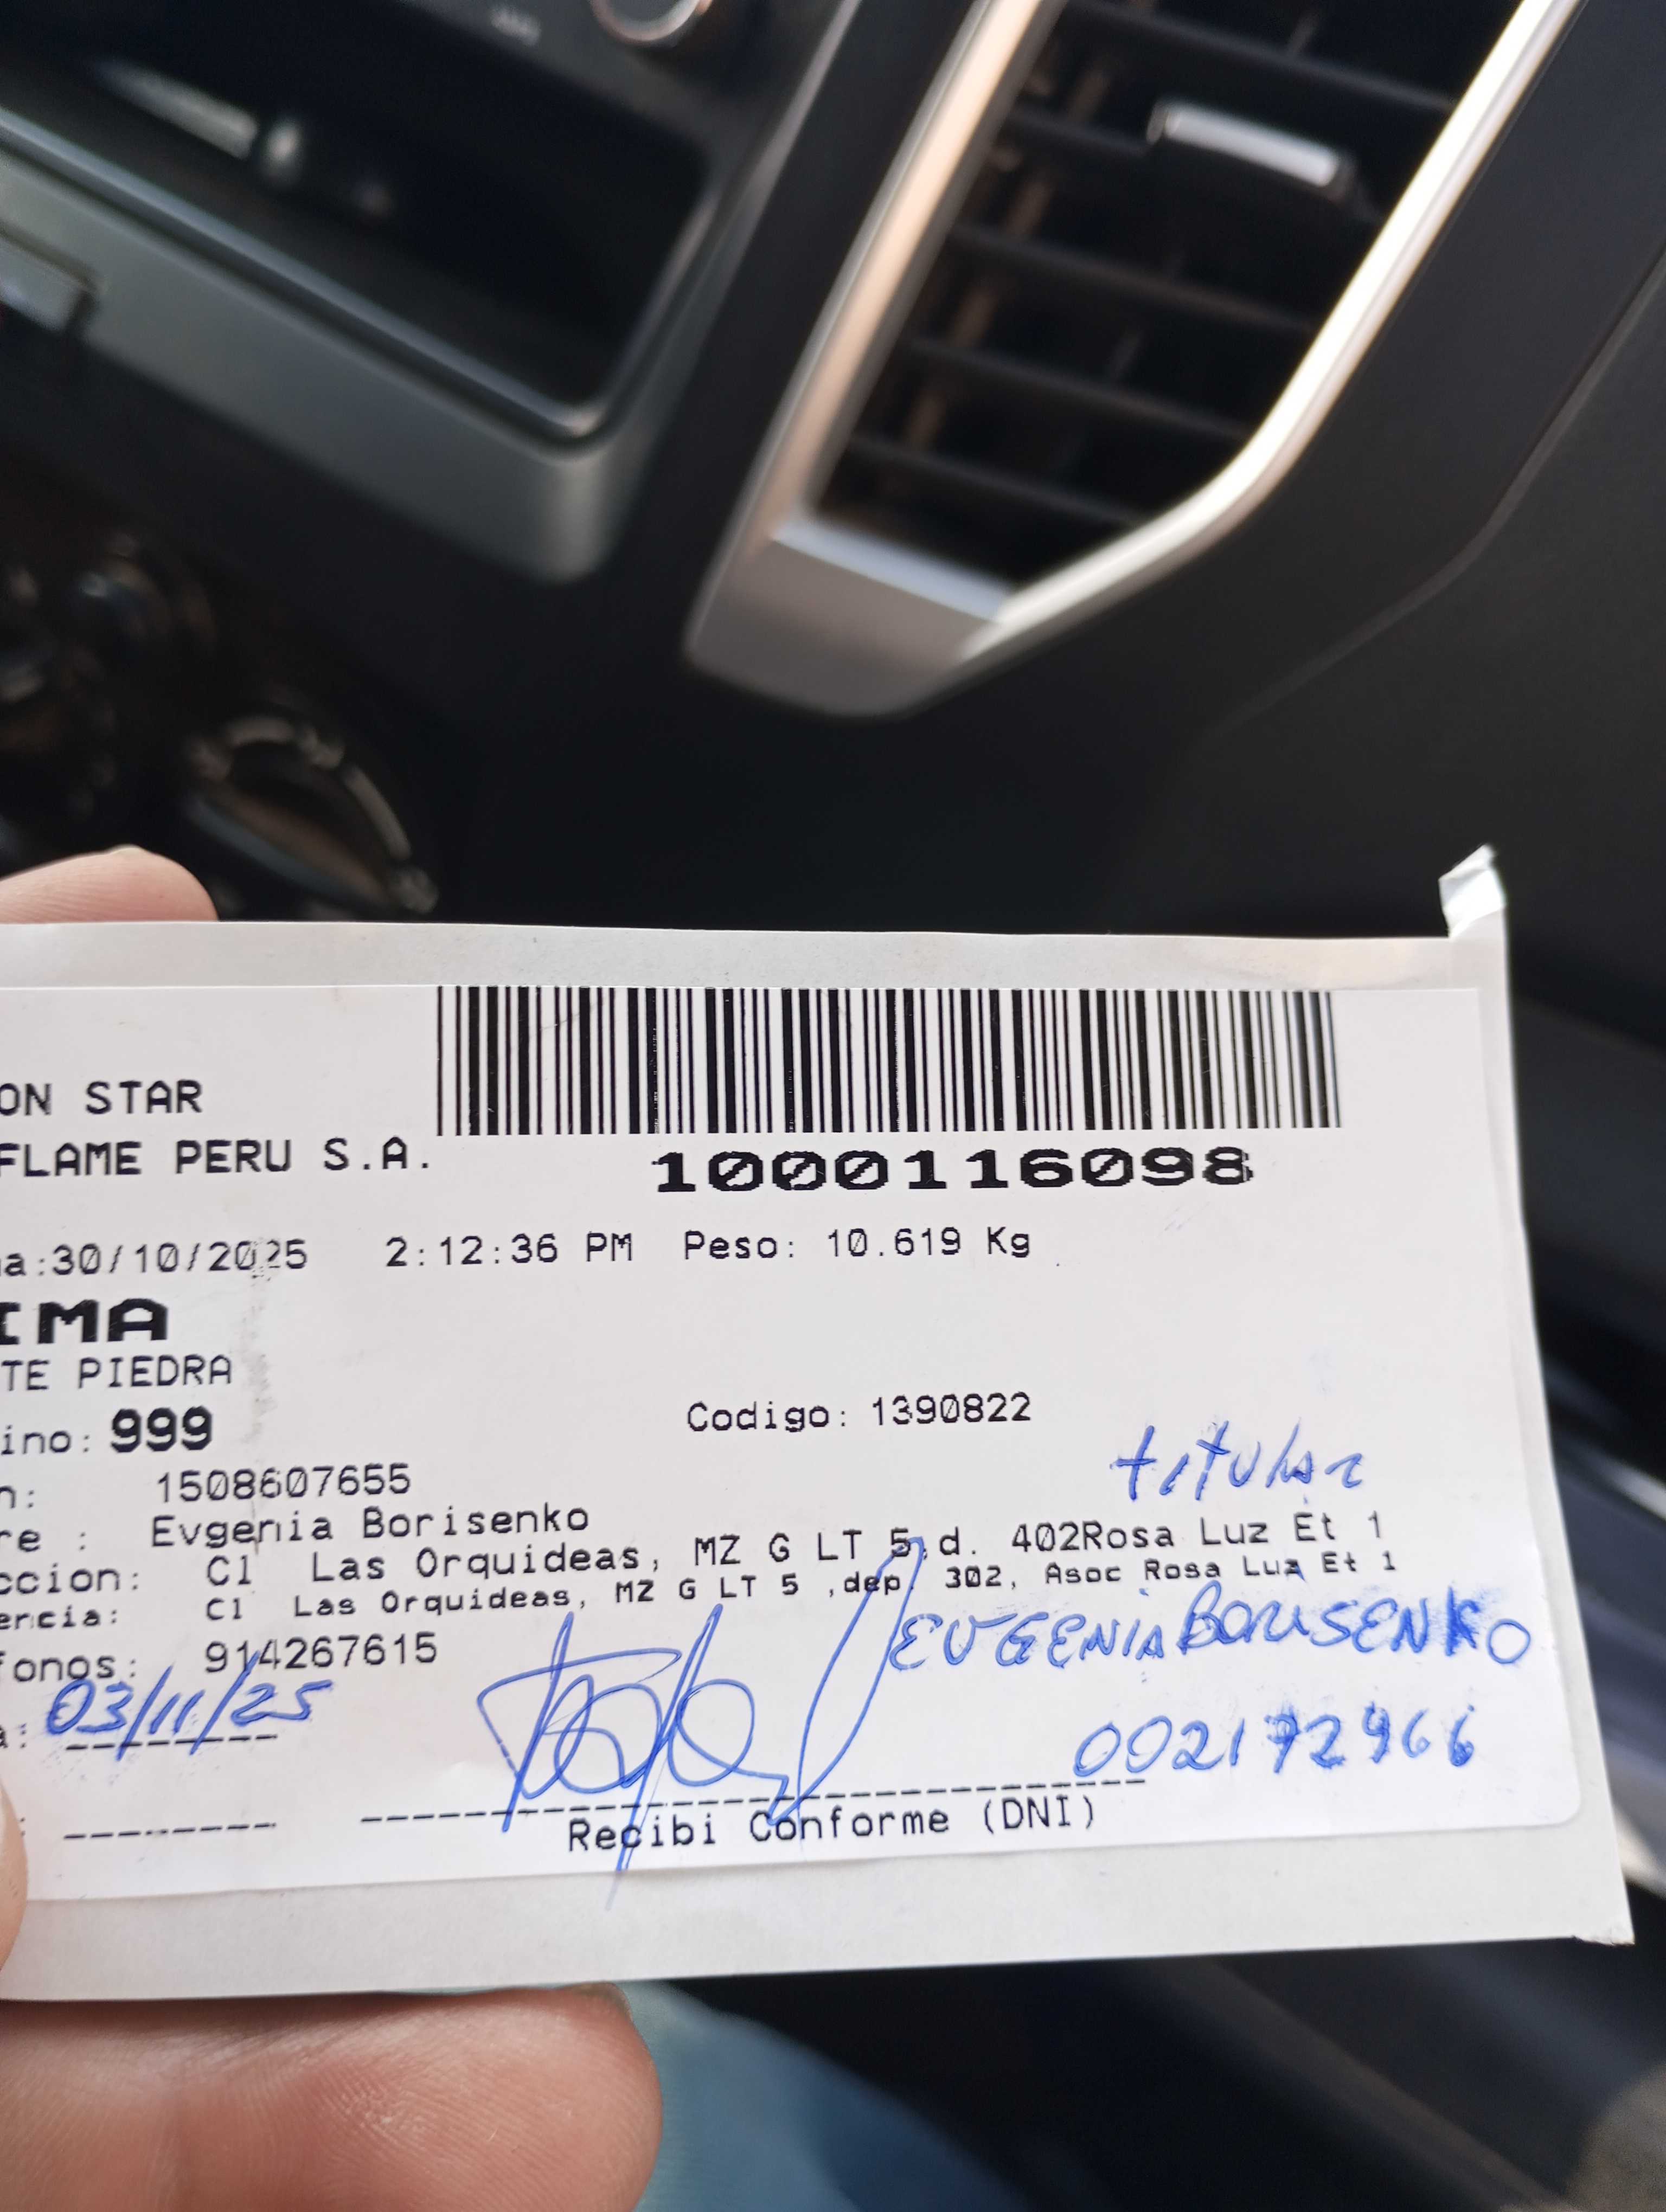 ON STAR
FLAME PERU S.A.
1000116098
a:30/10/2025 2:12:36 PM Peso: 10.619 Kg
IMA
TE PIEDRA
Codigo: 1390822
ino: 999
titular
n: 1508607655
re : Evgenia Borisenko
ccion: Cl Las Orquideas, MZ G LT 5,d. 402Rosa Luz Et 1
encia: Cl Las Orquideas, MZ G LT 5 ,dep. 302, Asoc Rosa Luz Et 1
fonos: 914267615
EVGENIA BORISENKO
a: 03/11/25
002172966
Recibi Conforme (DNI)